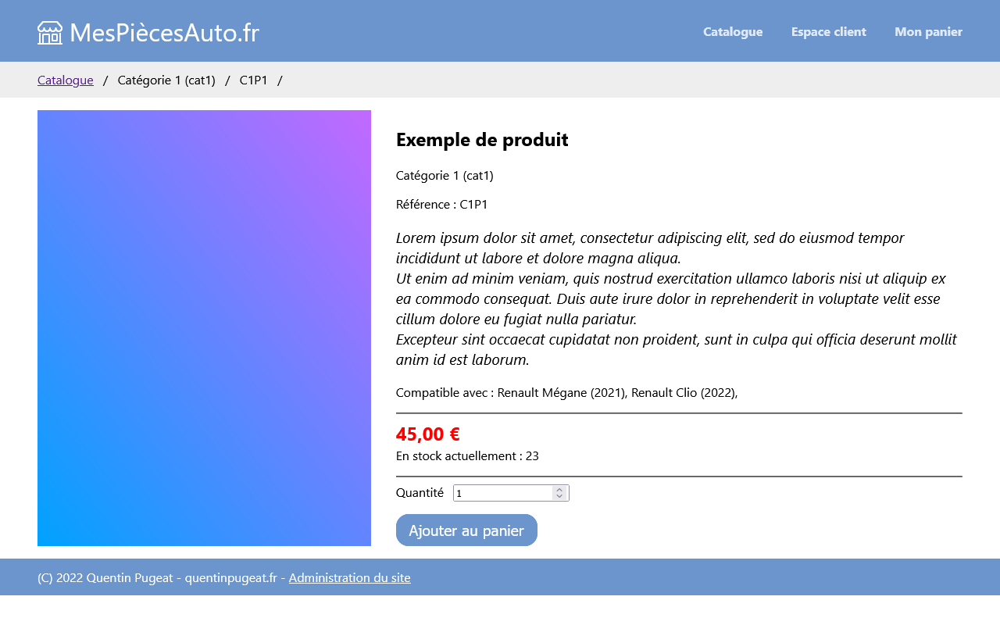 MesPiècesAuto.fr
Catalogue
Espace client
Mon panier
Catalogue / Catégorie 1 (cat1) / C1P1 /
Exemple de produit
Catégorie 1 (cat1)
Référence : C1P1
Lorem ipsum dolor sit amet, consectetur adipiscing elit, sed do eiusmod tempor
incididunt ut labore et dolore magna aliqua.
Ut enim ad minim veniam, quis nostrud exercitation ullamco laboris nisi ut aliquip ex
ea commodo consequat. Duis aute irure dolor in reprehenderit in voluptate velit esse
cillum dolore eu fugiat nulla pariatur.
Excepteur sint occaecat cupidatat non proident, sunt in culpa qui officia deserunt mollit
anim id est laborum.
Compatible avec : Renault Mégane (2021), Renault Clio (2022),
45,00 €
En stock actuellement : 23
Quantité 1
Ajouter au panier
(C) 2022 Quentin Pugeat - quentinpugeat.fr - Administration du site